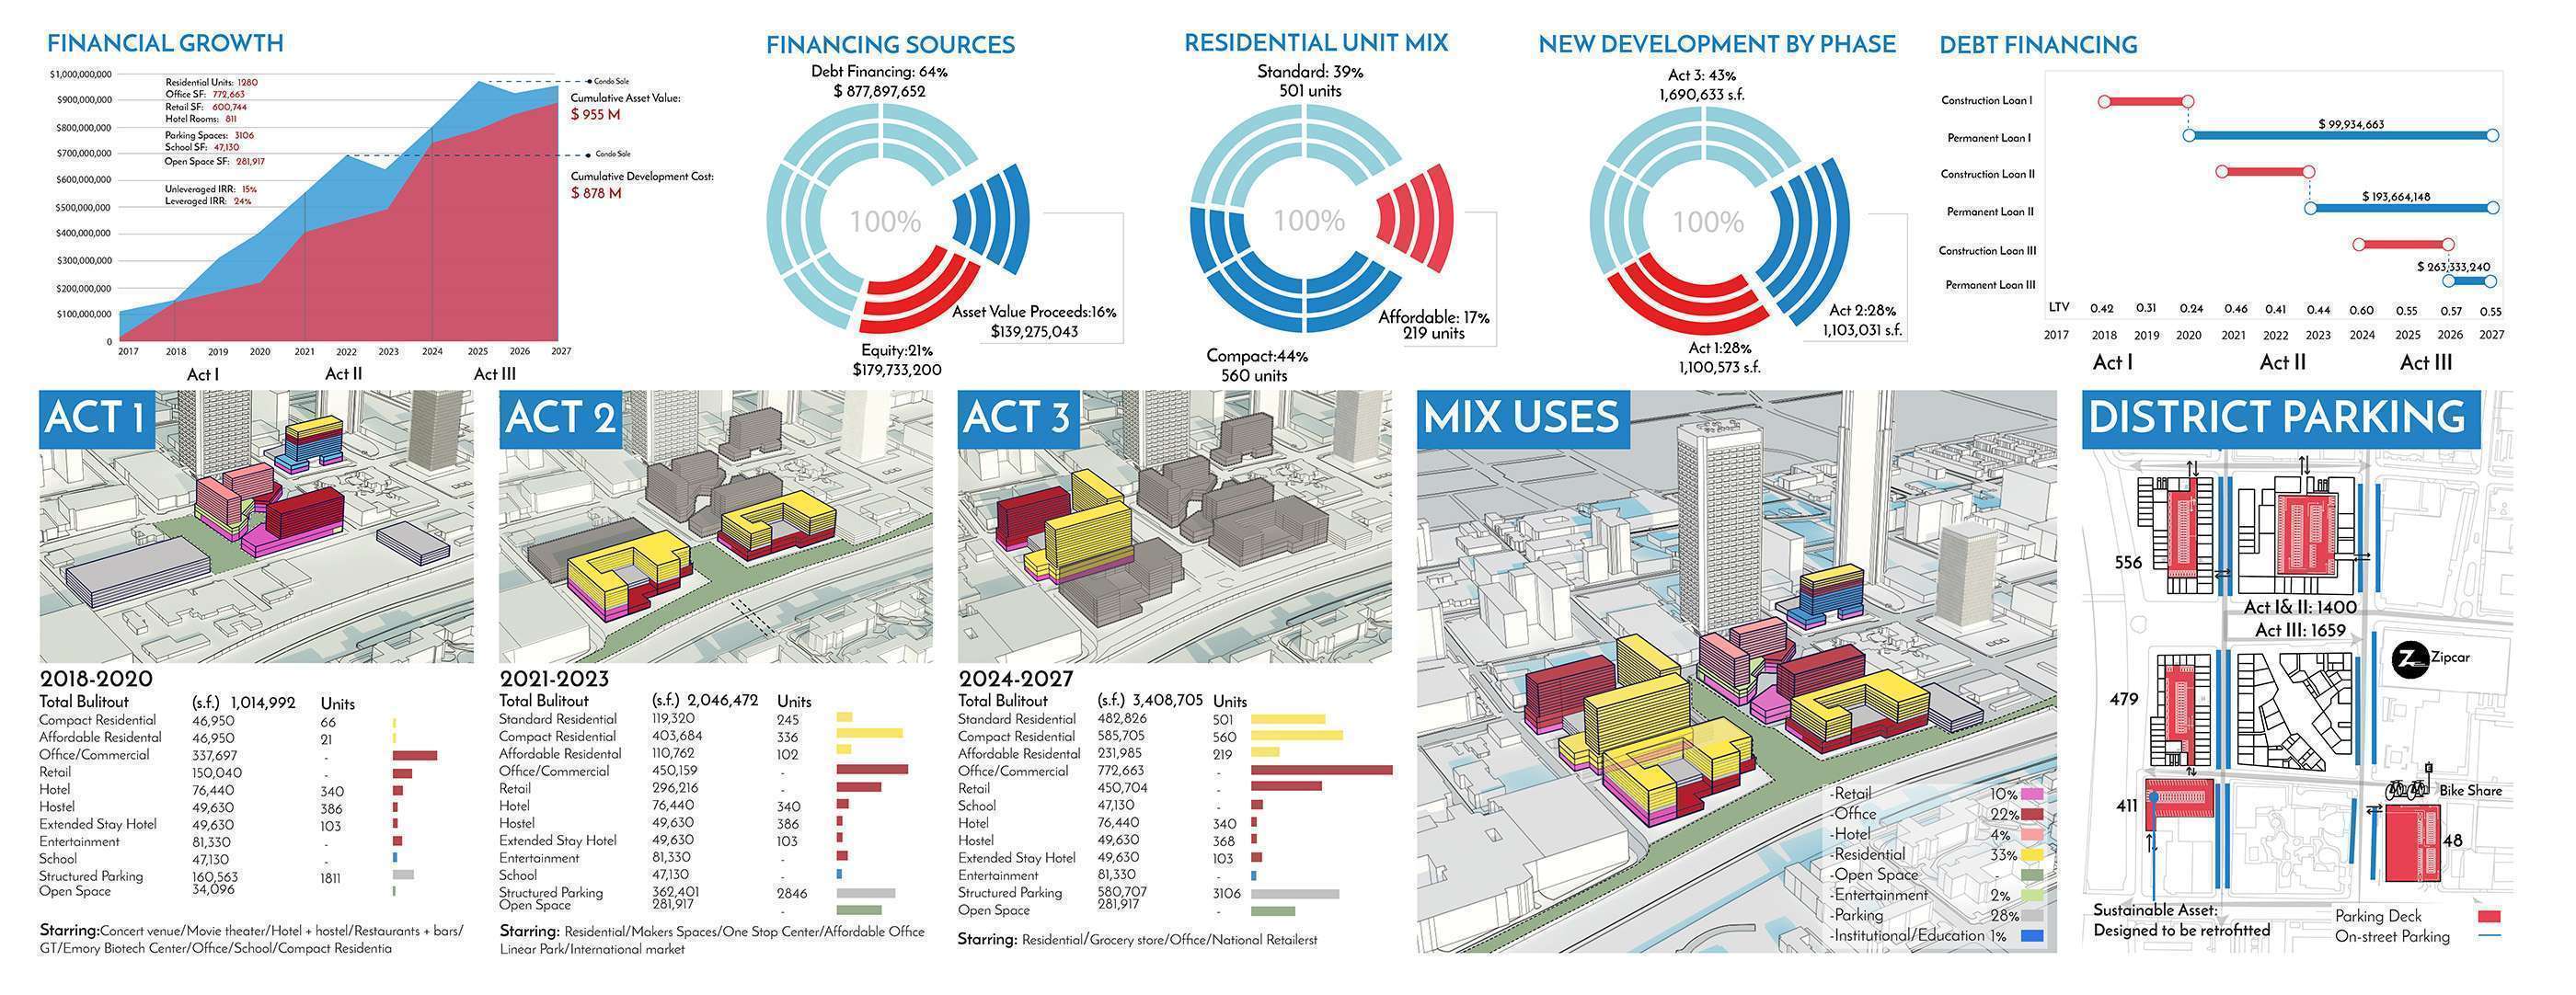 FINANCIAL GROWTH
$1,000,000,000
$900,000,000
$800,000,000
$700,000,000
$600,000,000
$500,000,000
$400,000,000
$300,000,000
$200,000,000
$100,000,000
0
Residential Units: 1280
Office SF: 772,663
Retail SF: 600,744
Hotel Rooms: 811
Parking Spaces: 3106
School SF: 47,130
Open Space SF: 281,917
Unleveraged IRR: 15%
Leveraged IRR: 24%
Condo Sale
Cumulative Asset Value:
$ 955 M
Condo Sale
Cumulative Development Cost:
$ 878 M
2017 2018 2019 2020 2021 2022 2023 2024 2025 2026 2027
Act I Act II Act III
FINANCING SOURCES
Debt Financing: 64%
$ 877,897,652
100%
Asset Value Proceeds:16%
$139,275,043
Equity:21%
$179,733,200
RESIDENTIAL UNIT MIX
Standard: 39%
501 units
100%
Affordable: 17%
219 units
Compact:44%
560 units
NEW DEVELOPMENT BY PHASE
Act 3: 43%
1,690,633 s.f.
100%
Act 2:28%
1,103,031 s.f.
Act 1:28%
1,100,573 s.f.
DEBT FINANCING
Construction Loan I
$ 99,934,663
Permanent Loan I
Construction Loan II
$ 193,664,148
Permanent Loan II
Construction Loan III
$ 263,333,240
Permanent Loan III
LTV 0.42 0.31 0.24 0.46 0.41 0.44 0.60 0.55 0.57 0.55
2017 2018 2019 2020 2021 2022 2023 2024 2025 2026 2027
Act I Act II Act III
ACT 1
2018-2020
Total Bulitout (s.f.) 1,014,992 Units
Compact Residential 46,950 66
Affordable Residental 46,950 21
Office/Commercial 337,697 -
Retail 150,040 -
Hotel 76,440 340
Hostel 49,630 386
Extended Stay Hotel 49,630 103
Entertainment 81,330 -
School 47,130 -
Structured Parking 160,563 1811
Open Space 34,096
Starring:Concert venue/Movie theater/Hotel + hostel/Restaurants + bars/
GT/Emory Biotech Center/Office/School/Compact Residentia
ACT 2
2021-2023
Total Bulitout (s.f.) 2,046,472 Units
Standard Residential 119,320 245
Compact Residential 403,684 336
Affordable Residental 110,762 102
Office/Commercial 450,159 -
Retail 296,216 -
Hotel 76,440 340
Hostel 49,630 386
Extended Stay Hotel 49,630 103
Entertainment 81,330 -
School 47,130 -
Structured Parking 362,401 2846
Open Space 281,917 -
Starring: Residential/Makers Spaces/One Stop Center/Affordable Office
Linear Park/International market
ACT 3
2024-2027
Total Bulitout (s.f.) 3,408,705 Units
Standard Residential 482,826 501
Compact Residential 585,705 560
Affordable Residental 231,985 219
Office/Commercial 772,663 -
Retail 450,704 -
School 47,130 -
Hotel 76,440 340
Hostel 49,630 368
Extended Stay Hotel 49,630 103
Entertainment 81,330 -
Structured Parking 580,707 3106
Open Space 281,917 -
Starring: Residential/Grocery store/Office/National Retailerst
MIX USES
-Retail 10%
-Office 22%
-Hotel 4%
-Residential 33%
-Open Space -
-Entertainment 2%
-Parking 28%
-Institutional/Education 1%
DISTRICT PARKING
556
Act I& II: 1400
Act III: 1659
Z Zipcar
479
Bike Share
411
48
Sustainable Asset:
Designed to be retrofitted
Parking Deck
On-street Parking